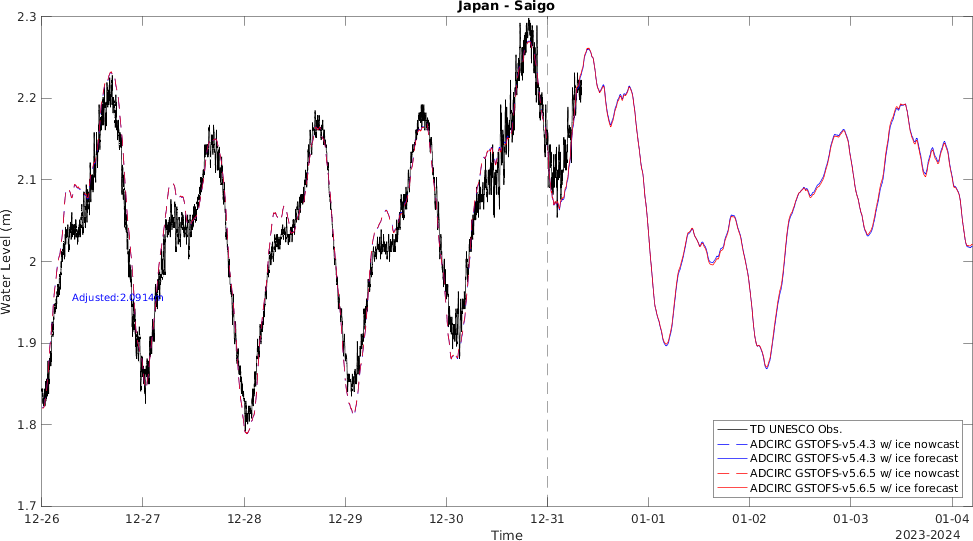 Japan - Saigo
2.3
2.2
2.1
2
1.9
1.8
1.7
Water Level (m)
Adjusted:2.0914m
TD UNESCO Obs.
ADCIRC GSTOFS-v5.4.3 w/ ice nowcast
ADCIRC GSTOFS-v5.4.3 w/ ice forecast
ADCIRC GSTOFS-v5.6.5 w/ ice nowcast
ADCIRC GSTOFS-v5.6.5 w/ ice forecast
12-26 12-27 12-28 12-29 12-30 12-31 01-01 01-02 01-03 01-04
Time
2023-2024